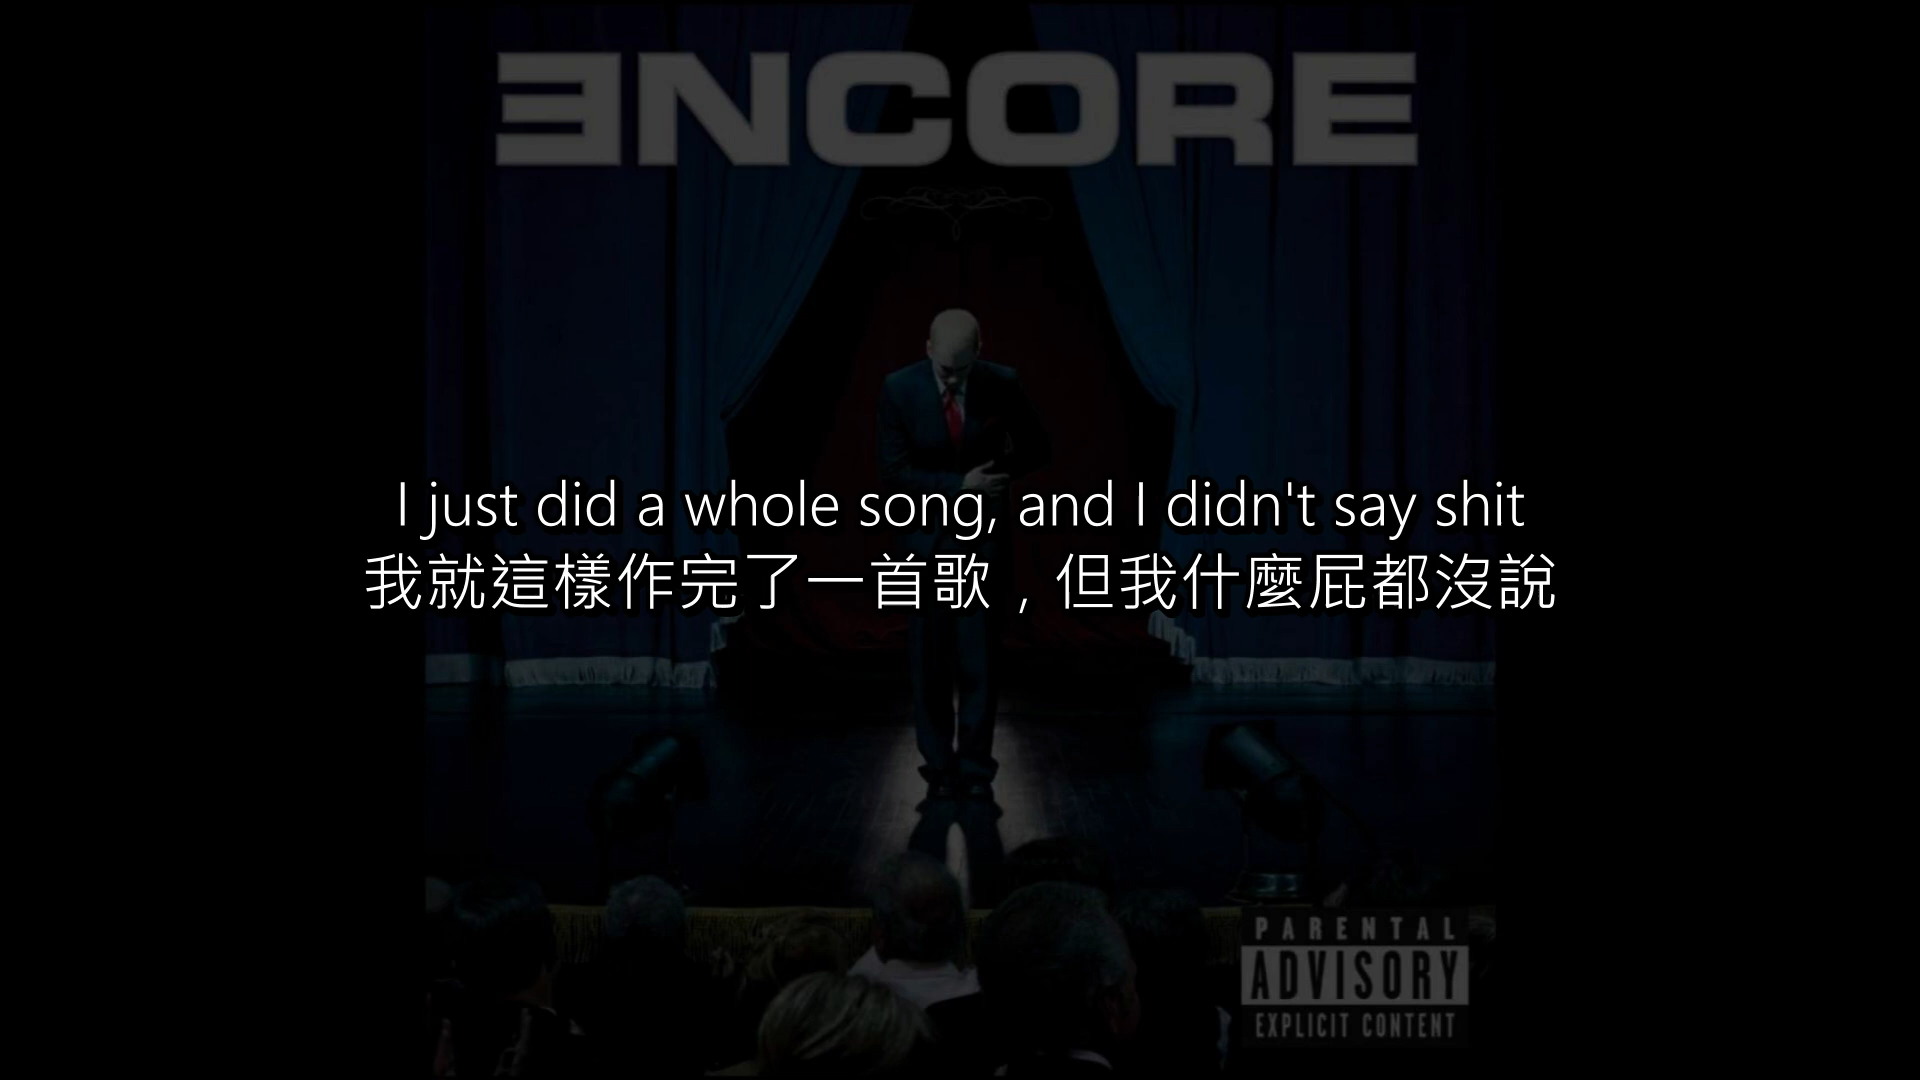 ƎNCORE
I just did a whole song, and I didn't say shit
我就這樣作完了一首歌，但我什麼屁都沒說
PARENTAL
ADVISORY
EXPLICIT CONTENT